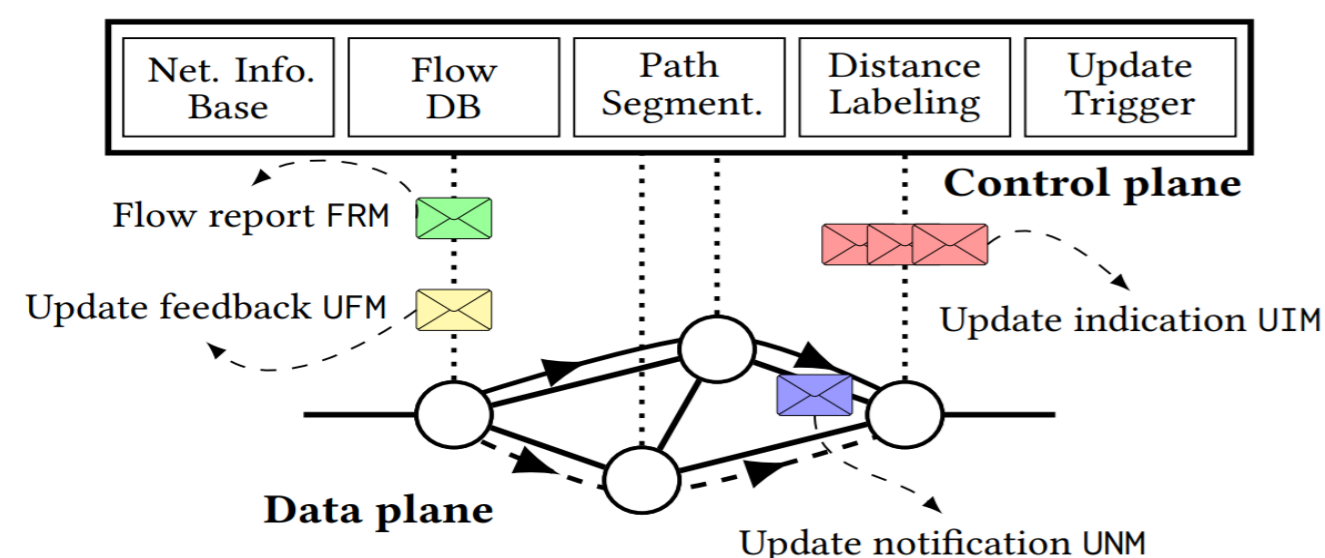 Net. Info.
Base
Flow
DB
Path
Segment.
Distance
Labeling
Update
Trigger
Control plane
Flow report FRM
Update feedback UFM
Update indication UIM
Data plane
Update notification UNM